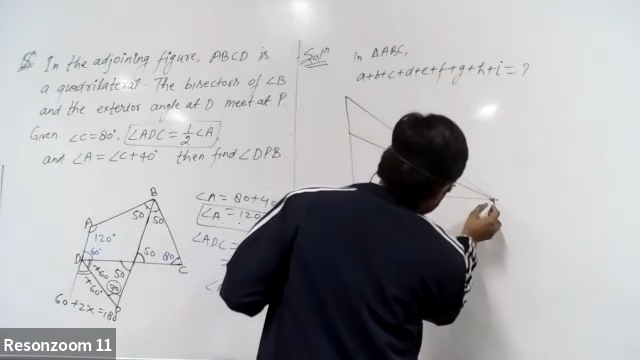 Q. In the adjoining figure, ABCD is
a quadrilateral. The bisectors of ∠B
and the exterior angle at D meet at P.
Given ∠C=80°, ∠ADC = 1/2 ∠A
and ∠A = ∠C+40° then find ∠DPB
Soln
In △ABC,
a+b+c+d+e+f+g+h+i = ?
∠A = 80+40
∠A = 120°
∠ADC =
B
50
50
A
120°
60°
D
50
50
80
C
x
60
x
60°
90
P
60+2x=180
Resonzoom 11